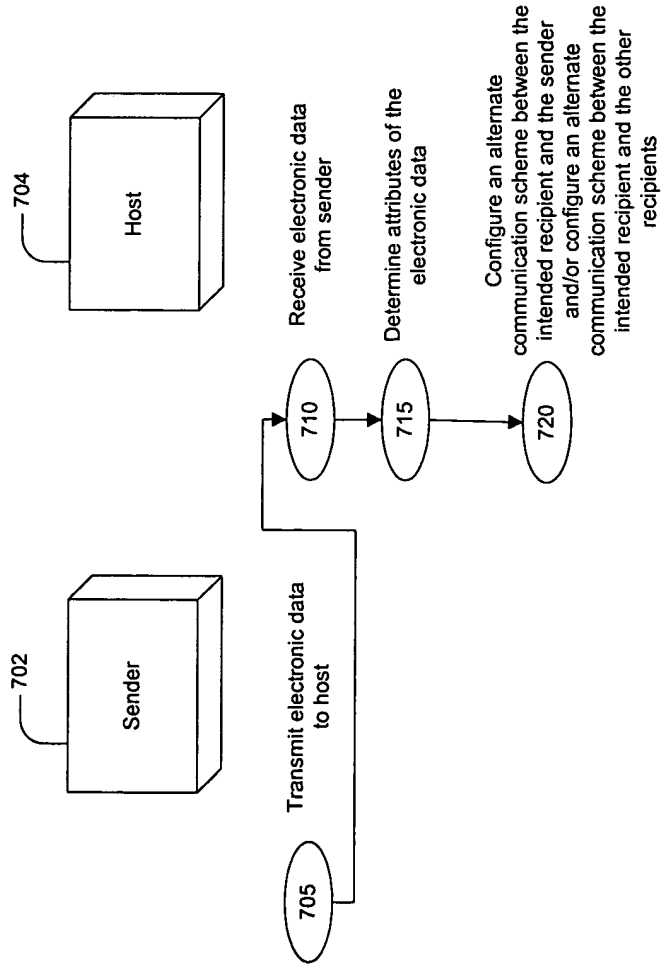 702
Sender
704
Host
705
Transmit electronic data
to host
710
Receive electronic data
from sender
715
Determine attributes of the
electronic data
720
Configure an alternate
communication scheme between the
intended recipient and the sender
and/or configure an alternate
communication scheme between the
intended recipient and the other
recipients